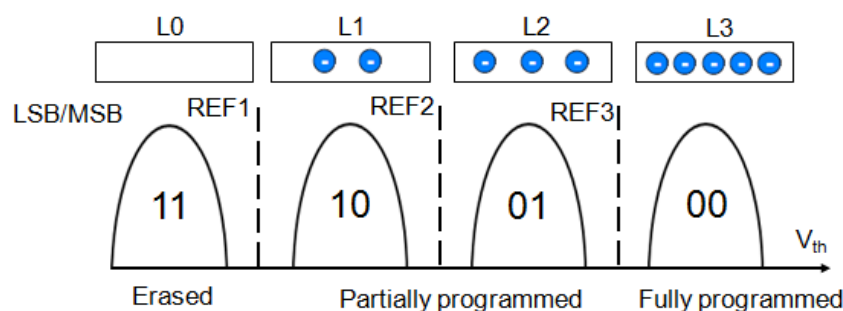 L0 L1 L2 L3
- - - - - - - - - -
LSB/MSB REF1 REF2 REF3
11 10 01 00
Vth
Erased Partially programmed Fully programmed